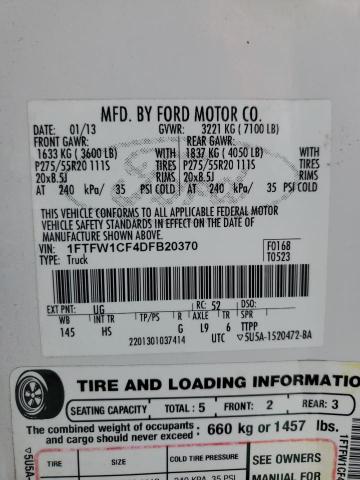 MFD. BY FORD MOTOR CO.
DATE: 01/13 GVWR: 3221 KG (7100 LB)
FRONT GAWR: REAR GAWR:
1633 KG (3600 LB) WITH 1837 KG (4050 LB) WITH
P275/55R20 111S TIRES P275/55R20 111S TIRES
20x8.5J RIMS 20x8.5J RIMS
AT 240 kPa/ 35 PSI COLD AT 240 kPa/ 35 PSI COLD
THIS VEHICLE CONFORMS TO ALL APPLICABLE FEDERAL MOTOR
VEHICLE SAFETY STANDARDS IN EFFECT ON THE DATE OF
MANUFACTURE SHOWN ABOVE.
VIN: 1FTFW1CF4DFB20370 F0168
TYPE: Truck T0523
EXT PNT: UG RC: 52 DSO:
WB INT TR TP/PS R AXLE TR SPR
145 HS G L9 6 TTPP
2201301037414 UTC ▽5U5A-1520472-BA
TIRE AND LOADING INFORMATION
SEATING CAPACITY TOTAL: 5 FRONT: 2 REAR: 3
The combined weight of occupants
and cargo should never exceed: 660 kg or 1457 lbs.
TIRE COLD TIRE PRESSURE SEE OWNERS
240 KPA, 35 PSI MANUAL FOR
▽5U5A
1FTFW1CF4